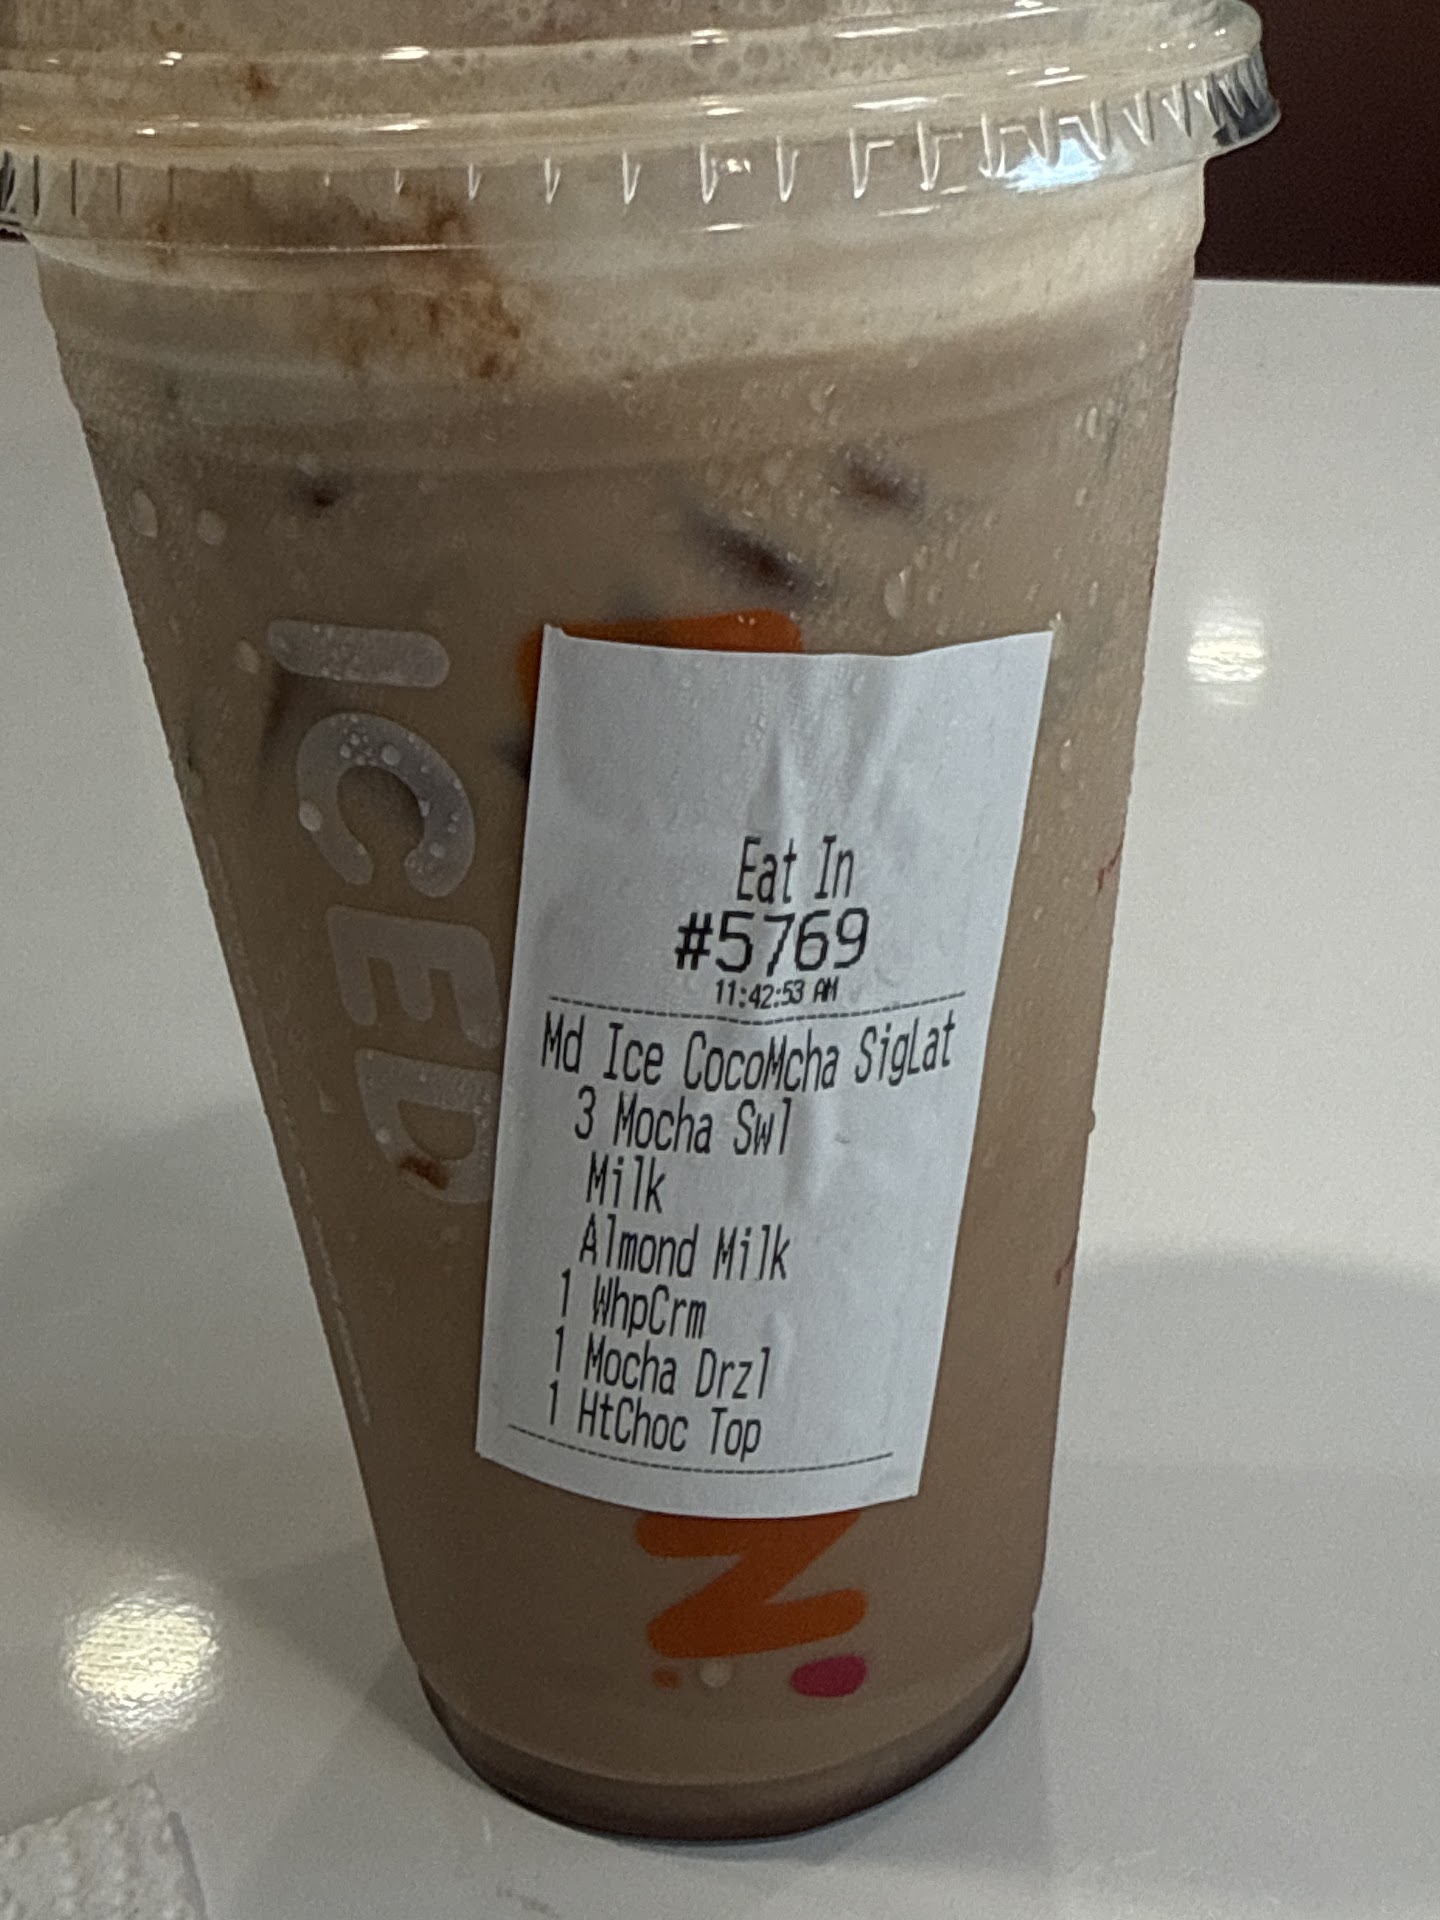 ICED
Eat In
#5769
11:42:53 AM
Md Ice CocoMcha SigLat
3 Mocha Swl
Milk
Almond Milk
1 WhpCrm
1 Mocha Drzl
1 HtChoc Top
N